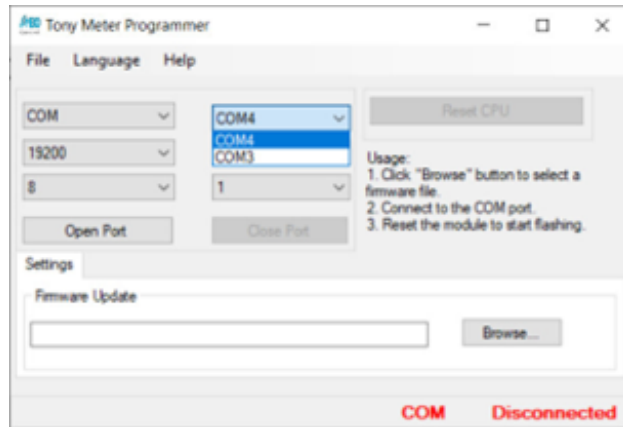 Tony Meter Programmer
File Language Help
COM
COM4
Reset CPU
COM4
COM3
19200
8
1
Usage:
1. Click "Browse" button to select a
firmware file.
2. Connect to the COM port.
3. Reset the module to start flashing.
Open Port
Close Port
Settings
Firmware Update
Browse...
COM Disconnected